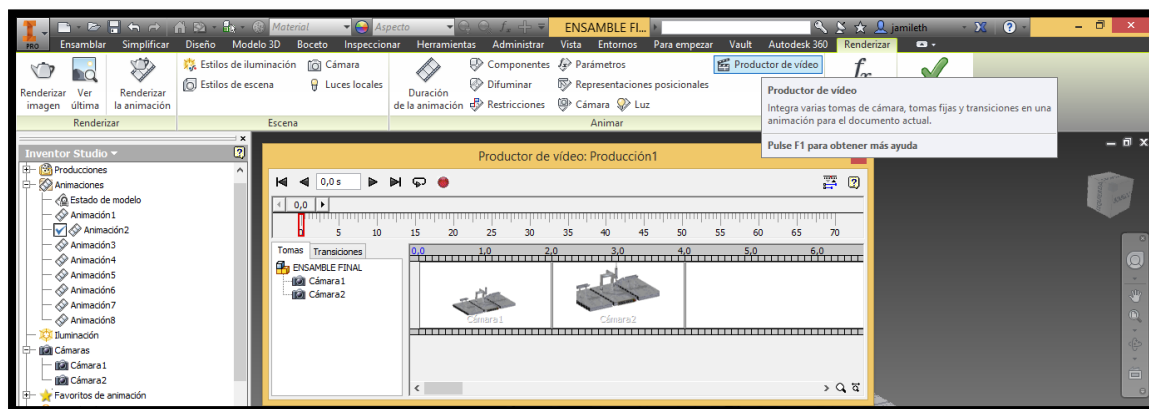 PRO
Material
Aspecto
ENSAMBLE FI...
jamileth
Ensamblar Simplificar Diseño Modelo 3D Boceto Inspeccionar Herramientas Administrar Vista Entornos Para empezar Vault Autodesk 360 Renderizar
Renderizar imagen
Ver última
Renderizar la animación
Renderizar
Estilos de iluminación
Cámara
Estilos de escena
Luces locales
Escena
Duración de la animación
Componentes
Parámetros
Difuminar
Representaciones posicionales
Restricciones
Cámara
Luz
Animar
Productor de vídeo
fx
Productor de vídeo
Integra varias tomas de cámara, tomas fijas y transiciones en una
animación para el documento actual.
Pulse F1 para obtener más ayuda
Inventor Studio
Producciones
Animaciones
Estado de modelo
Animación1
Animación2
Animación3
Animación4
Animación5
Animación6
Animación7
Animación8
Iluminación
Cámaras
Cámara1
Cámara2
Favoritos de animación
Productor de vídeo: Producción1
0,0 s
0,0
0 5 10 15 20 25 30 35 40 45 50 55 60 65 70
Tomas Transiciones
ENSAMBLE FINAL
Cámara1
Cámara2
0,0 1,0 2,0 3,0 4,0 5,0 6,0
Cámara1
Cámara2